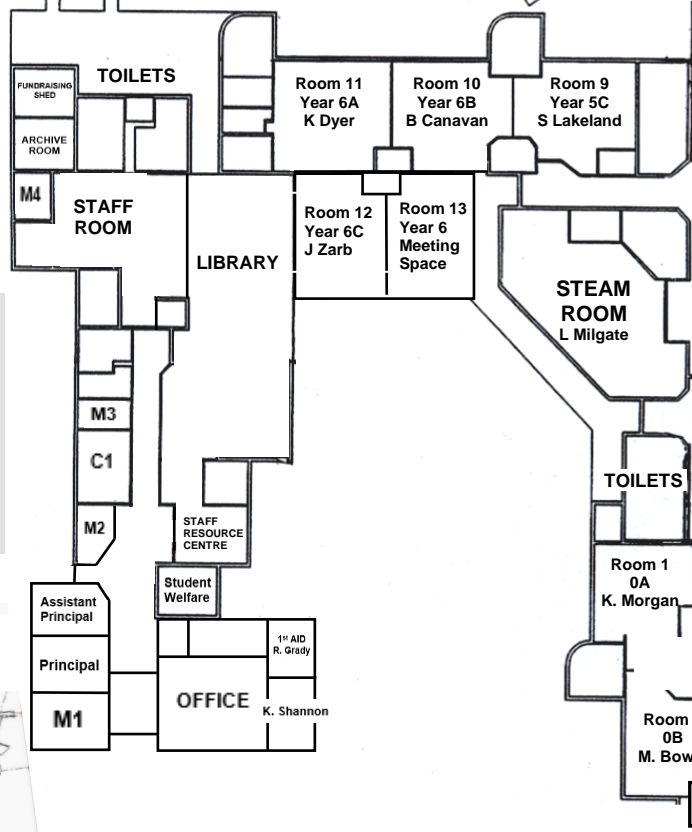 TOILETS
FUNDRAISING
SHED
ARCHIVE
ROOM
M4
STAFF
ROOM
LIBRARY
Room 11
Year 6A
K Dyer
Room 10
Year 6B
B Canavan
Room 9
Year 5C
S Lakeland
Room 12
Year 6C
J Zarb
Room 13
Year 6
Meeting
Space
STEAM
ROOM
L Milgate
M3
C1
M2
STAFF
RESOURCE
CENTRE
Student
Welfare
TOILETS
Room 1
0A
K. Morgan
Assistant
Principal
Principal
M1
OFFICE
1st AID
R. Grady
K. Shannon
Room
0B
M. Bow